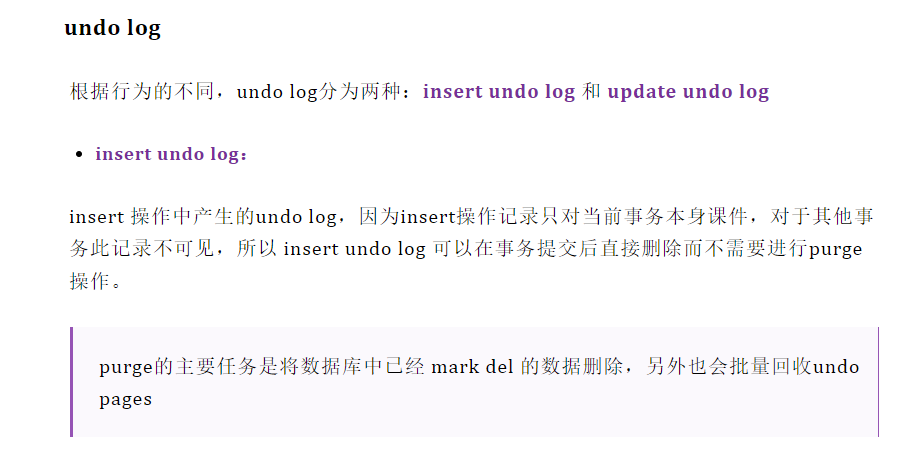 undo log
根据行为的不同，undo log分为两种：insert undo log 和 update undo log
• insert undo log：
insert 操作中产生的undo log，因为insert操作记录只对当前事务本身课件，对于其他事
务此记录不可见，所以 insert undo log 可以在事务提交后直接删除而不需要进行purge
操作。
purge的主要任务是将数据库中已经 mark del 的数据删除，另外也会批量回收undo
pages